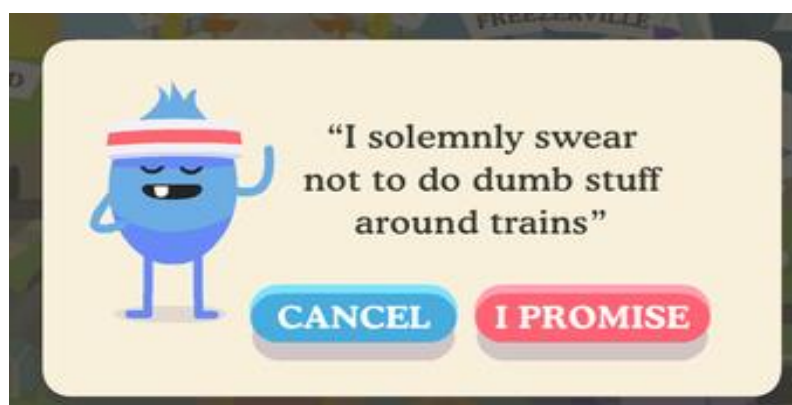 FREEZERVILLE
“I solemnly swear
not to do dumb stuff
around trains”
CANCEL
I PROMISE